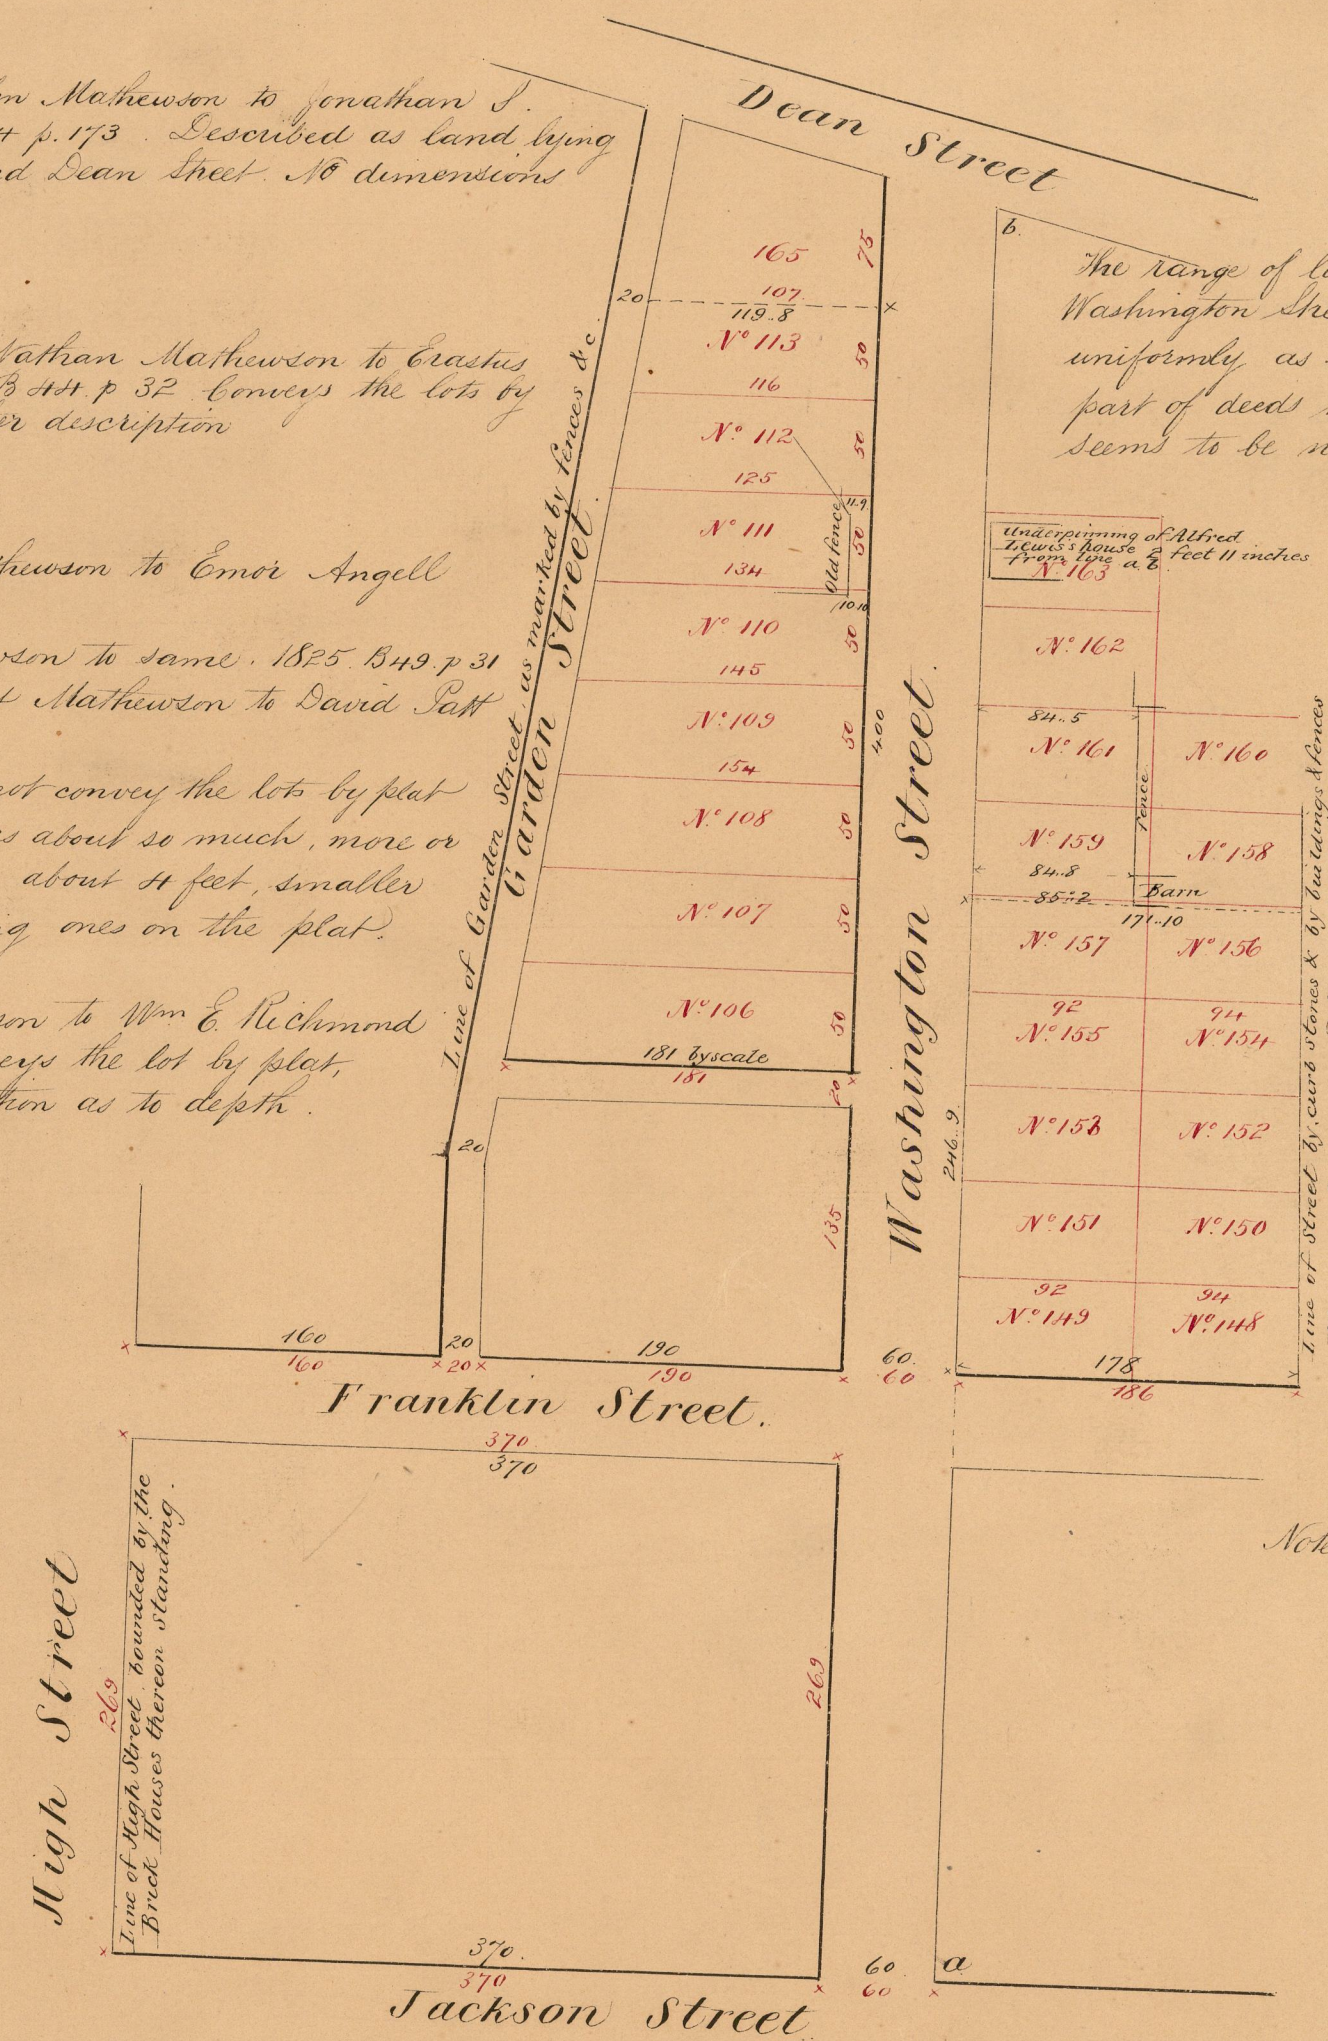 Mathewson to Jonathan S.
p. 173. Described as land lying
Dean Street. No dimensions
Nathan Mathewson to Erastus
B 44. p 32 Conveys the lots by
description
to Emor Angell
to same. 1825. B 49. p 31
Mathewson to David Patt
convey the lots by plat
about so much, more or
about 4 feet, smaller
ones on the plat.
to Wm E. Richmond
the lot by plat,
as to depth.
Dean Street
b.
The range of
Washington
uniformly as
part of deeds
seems to be
165
75
20
107
119..8
No 113
50
116
No 112
50
125
11..9
No 111
50
Old fence
134
10 10
No 110
50
145
No 109
50
154
400
No 108
50
No 107
50
No 106
50
181 by scale
181
20
Line of Garden Street, as marked by fences &c.
Garden Street.
Washington Street.
Underpinning of Alfred
Lewis's house 2 feet 11 inches
from line a b
No 163
No 162
84..5
No 161
No 160
Fence
No 159
No 158
84..8
85..2
Barn
171..10
No 157
No 156
92
94
No 155
No 154
No 153
No 152
246..9
No 151
No 150
92
94
No 149
No 148
178
186
Line of Street by curb stones & by buildings & fences
20
135
160
160
20
20
190
190
60.
60
Franklin Street.
370
370
High Street
269
Line of High Street bounded by the
Brick Houses thereon standing.
269
370.
370
60
60
a
Jackson Street